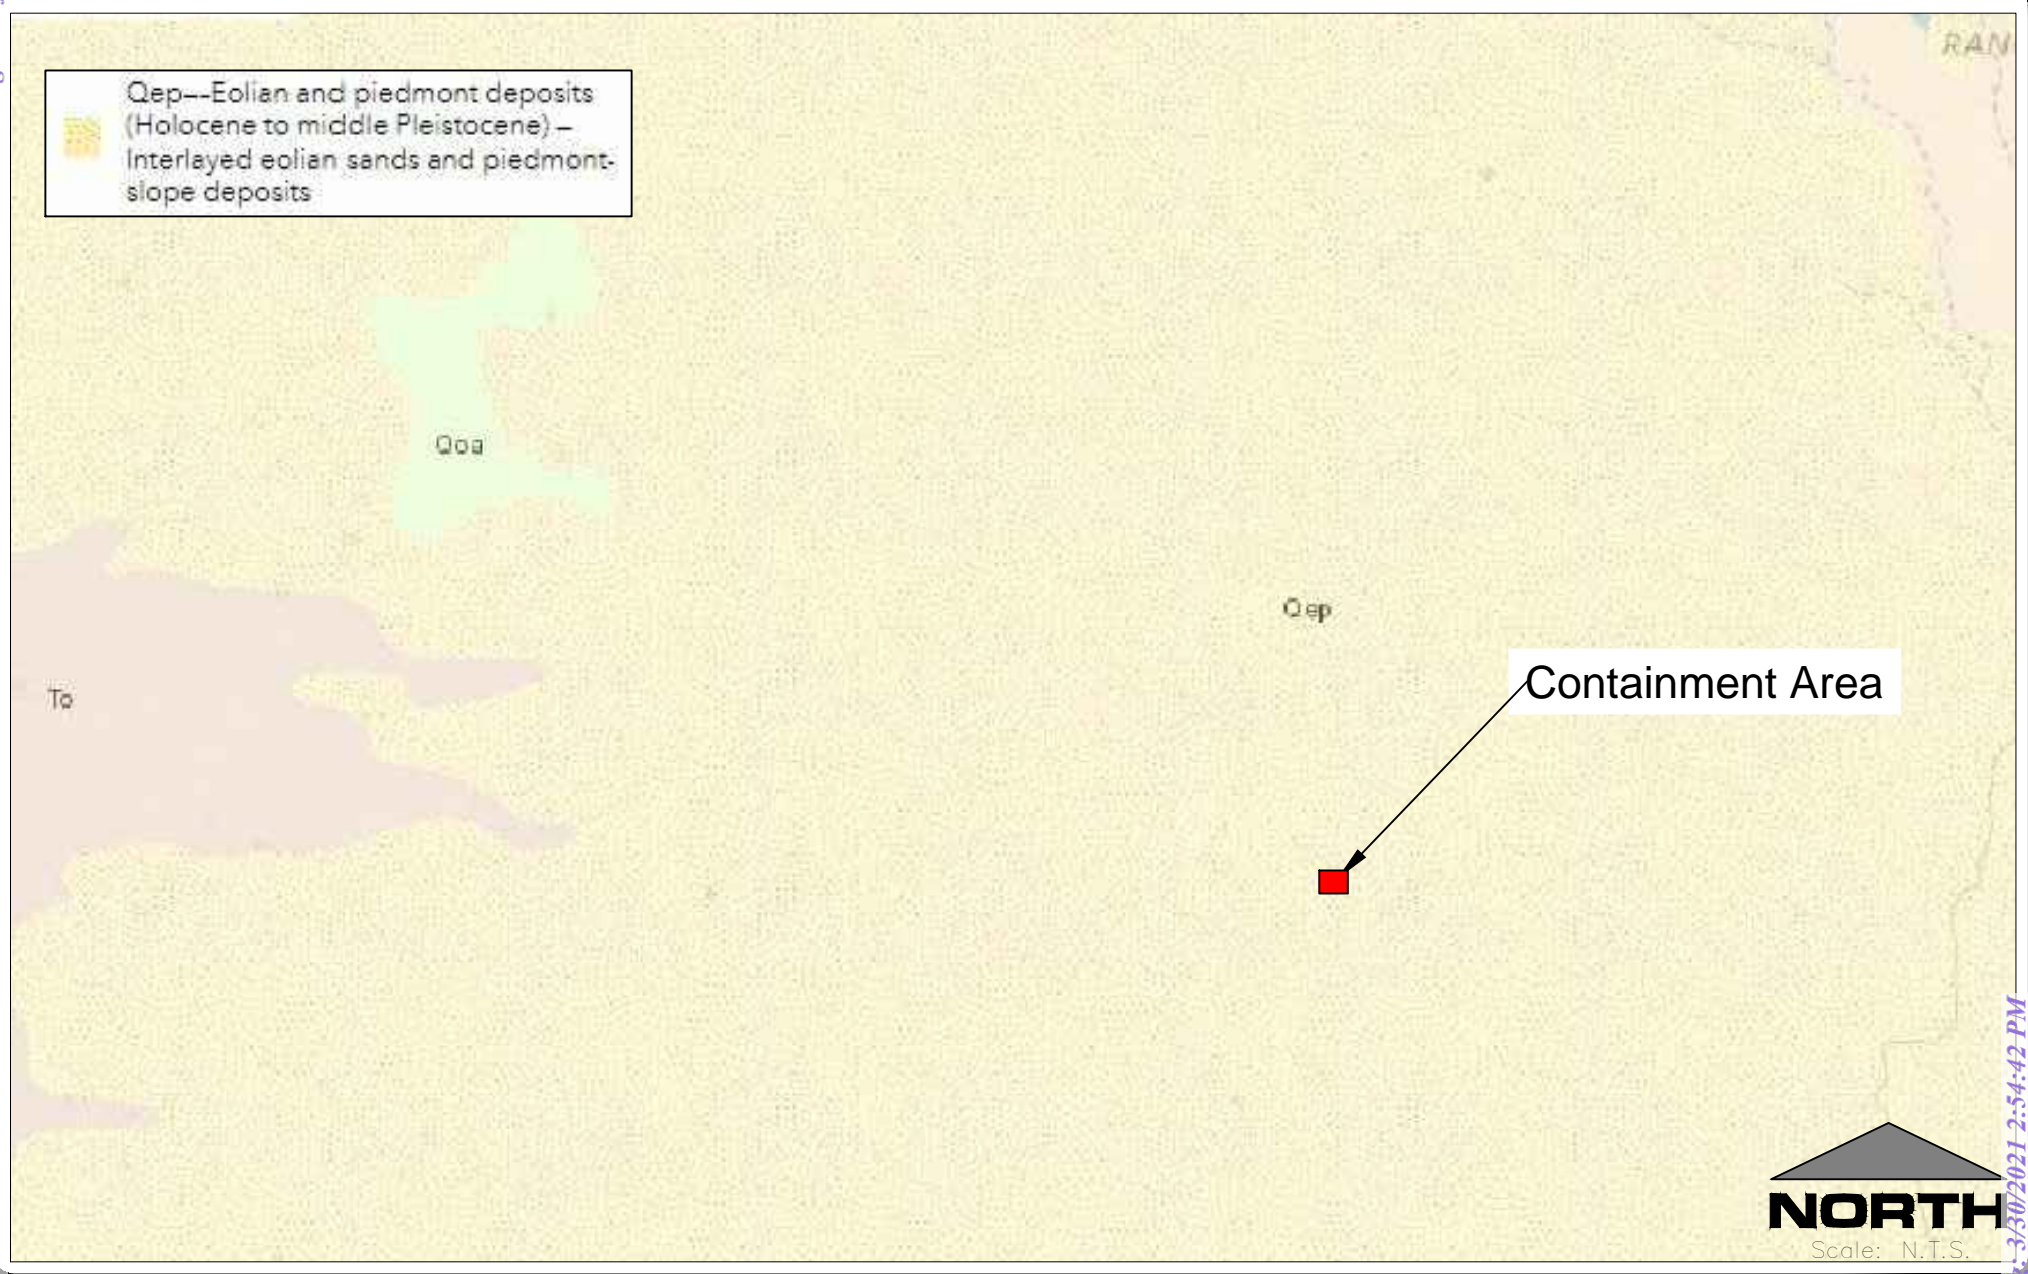 RAN
Qep--Eolian and piedmont deposits
(Holocene to middle Pleistocene) –
Interlayed eolian sands and piedmont-
slope deposits
Qoa
Qep
Containment Area
To
NORTH
Scale: N.T.S.
3/30/2021 2:54:42 PM